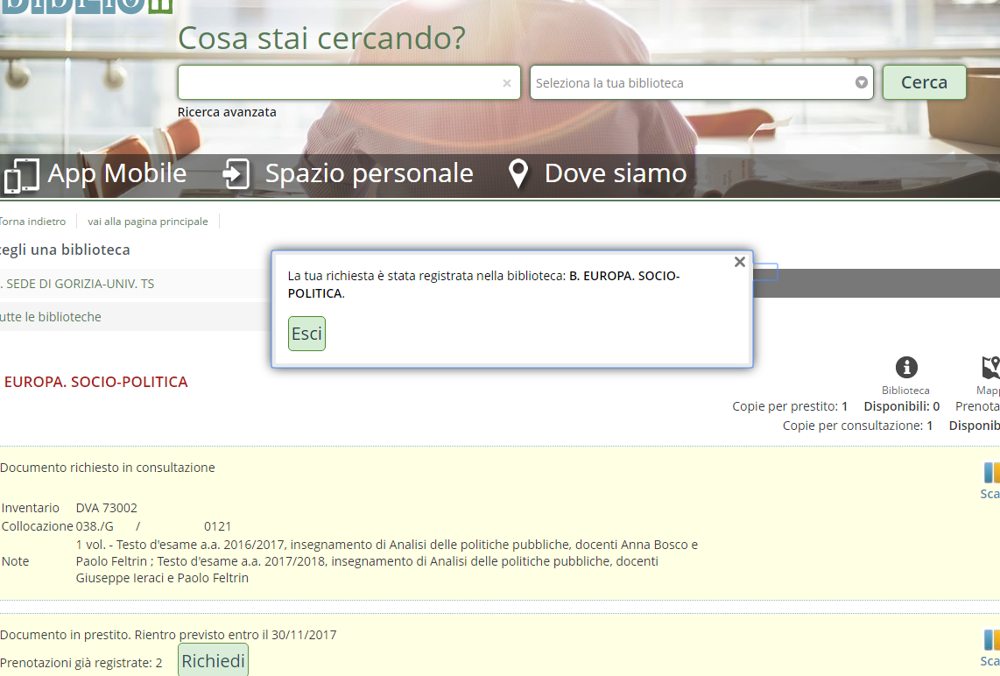 BIBLIO
Cosa stai cercando?
Seleziona la tua biblioteca
Cerca
Ricerca avanzata
App Mobile
Spazio personale
Dove siamo
Torna indietro
vai alla pagina principale
cegli una biblioteca
. SEDE DI GORIZIA-UNIV. TS
utte le biblioteche
La tua richiesta è stata registrata nella biblioteca: B. EUROPA. SOCIO-
POLITICA.
Esci
EUROPA. SOCIO-POLITICA
Biblioteca
Mapp
Copie per prestito: 1 Disponibili: 0 Prenota
Copie per consultazione: 1 Disponib
Documento richiesto in consultazione
Sca
Inventario DVA 73002
Collocazione 038./G / 0121
Note 1 vol. - Testo d'esame a.a. 2016/2017, insegnamento di Analisi delle politiche pubbliche, docenti Anna Bosco e
Paolo Feltrin ; Testo d'esame a.a. 2017/2018, insegnamento di Analisi delle politiche pubbliche, docenti
Giuseppe Ieraci e Paolo Feltrin
Documento in prestito. Rientro previsto entro il 30/11/2017
Prenotazioni già registrate: 2 Richiedi
Sca